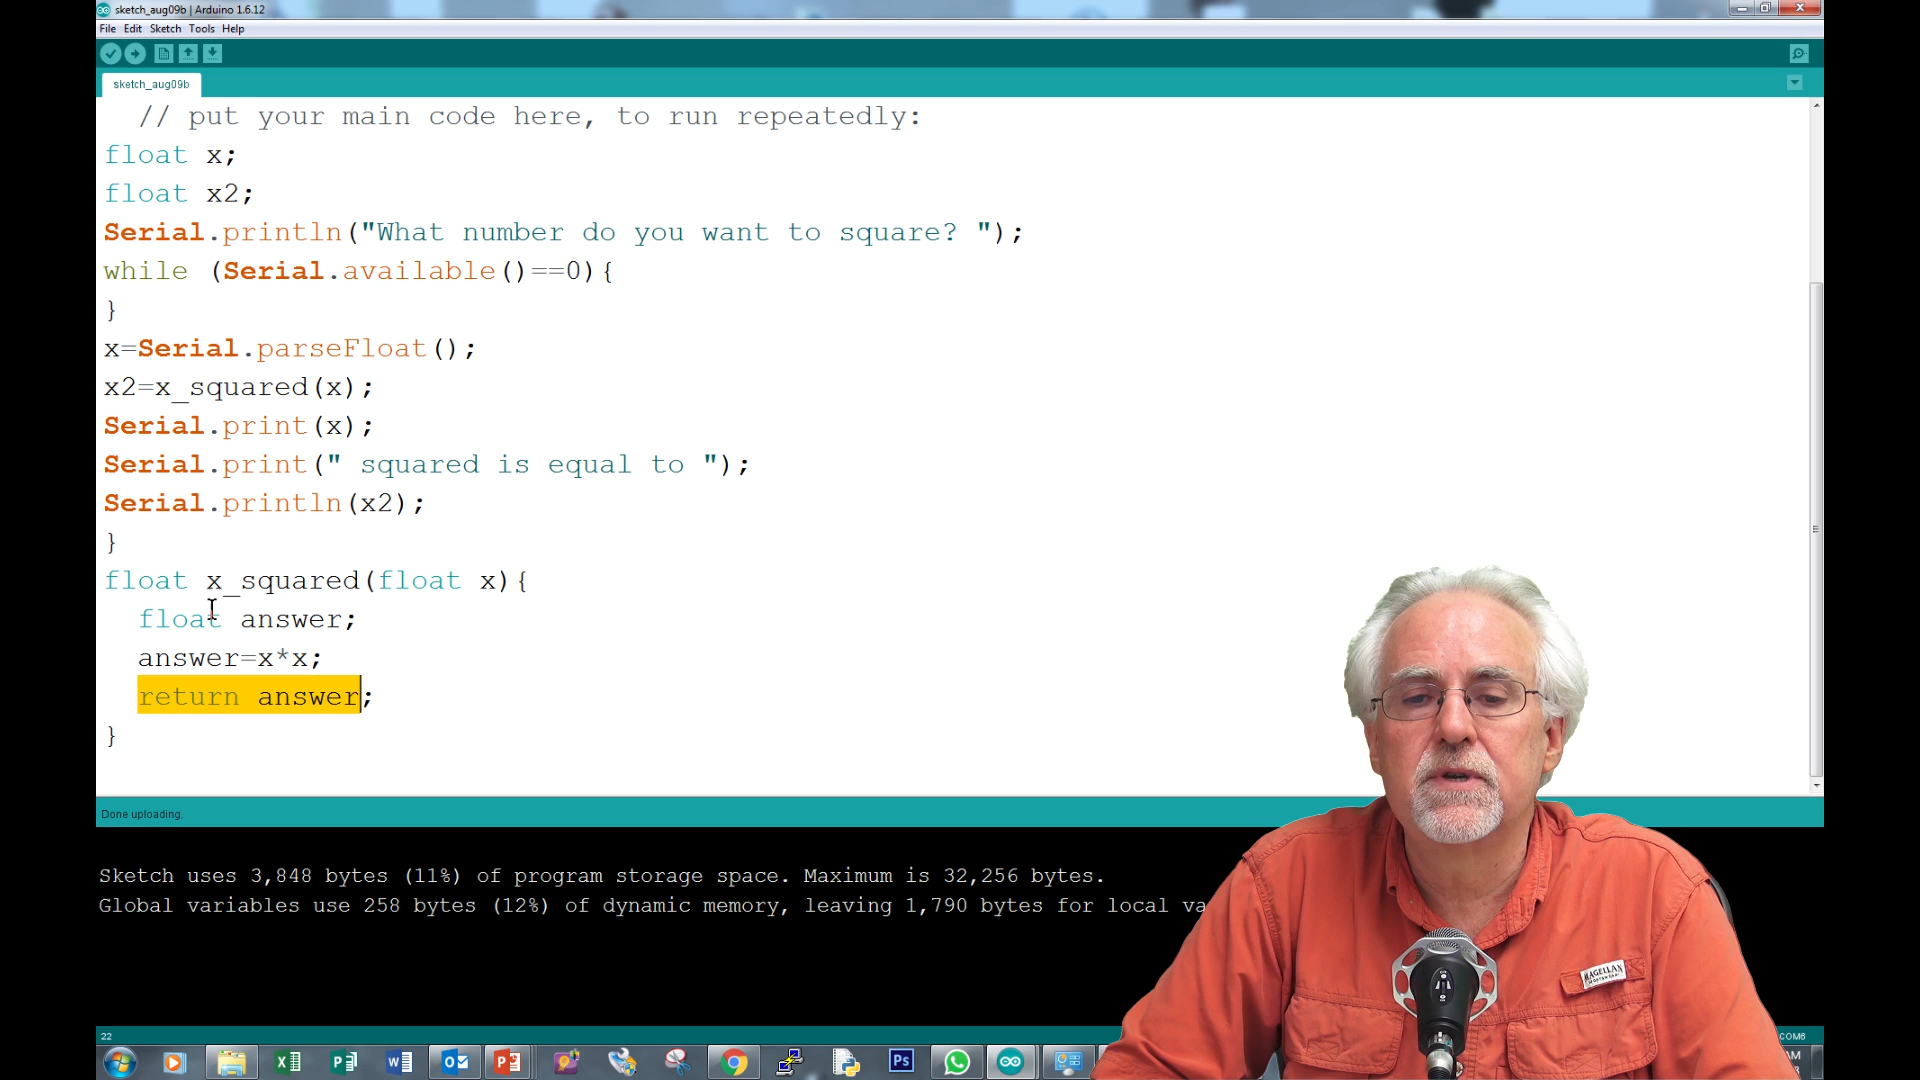 sketch_aug09b | Arduino 1.6.12
File Edit Sketch Tools Help
sketch_aug09b
// put your main code here, to run repeatedly:
float x;
float x2;
Serial.println("What number do you want to square? ");
while (Serial.available()==0){
}
x=Serial.parseFloat();
x2=x_squared(x);
Serial.print(x);
Serial.print(" squared is equal to ");
Serial.println(x2);
}
float x_squared(float x){
float answer;
answer=x*x;
return answer;
}
Done uploading.
Sketch uses 3,848 bytes (11%) of program storage space. Maximum is 32,256 bytes.
Global variables use 258 bytes (12%) of dynamic memory, leaving 1,790 bytes for local va
MAGELLAN
22
COM6
Ps
AM